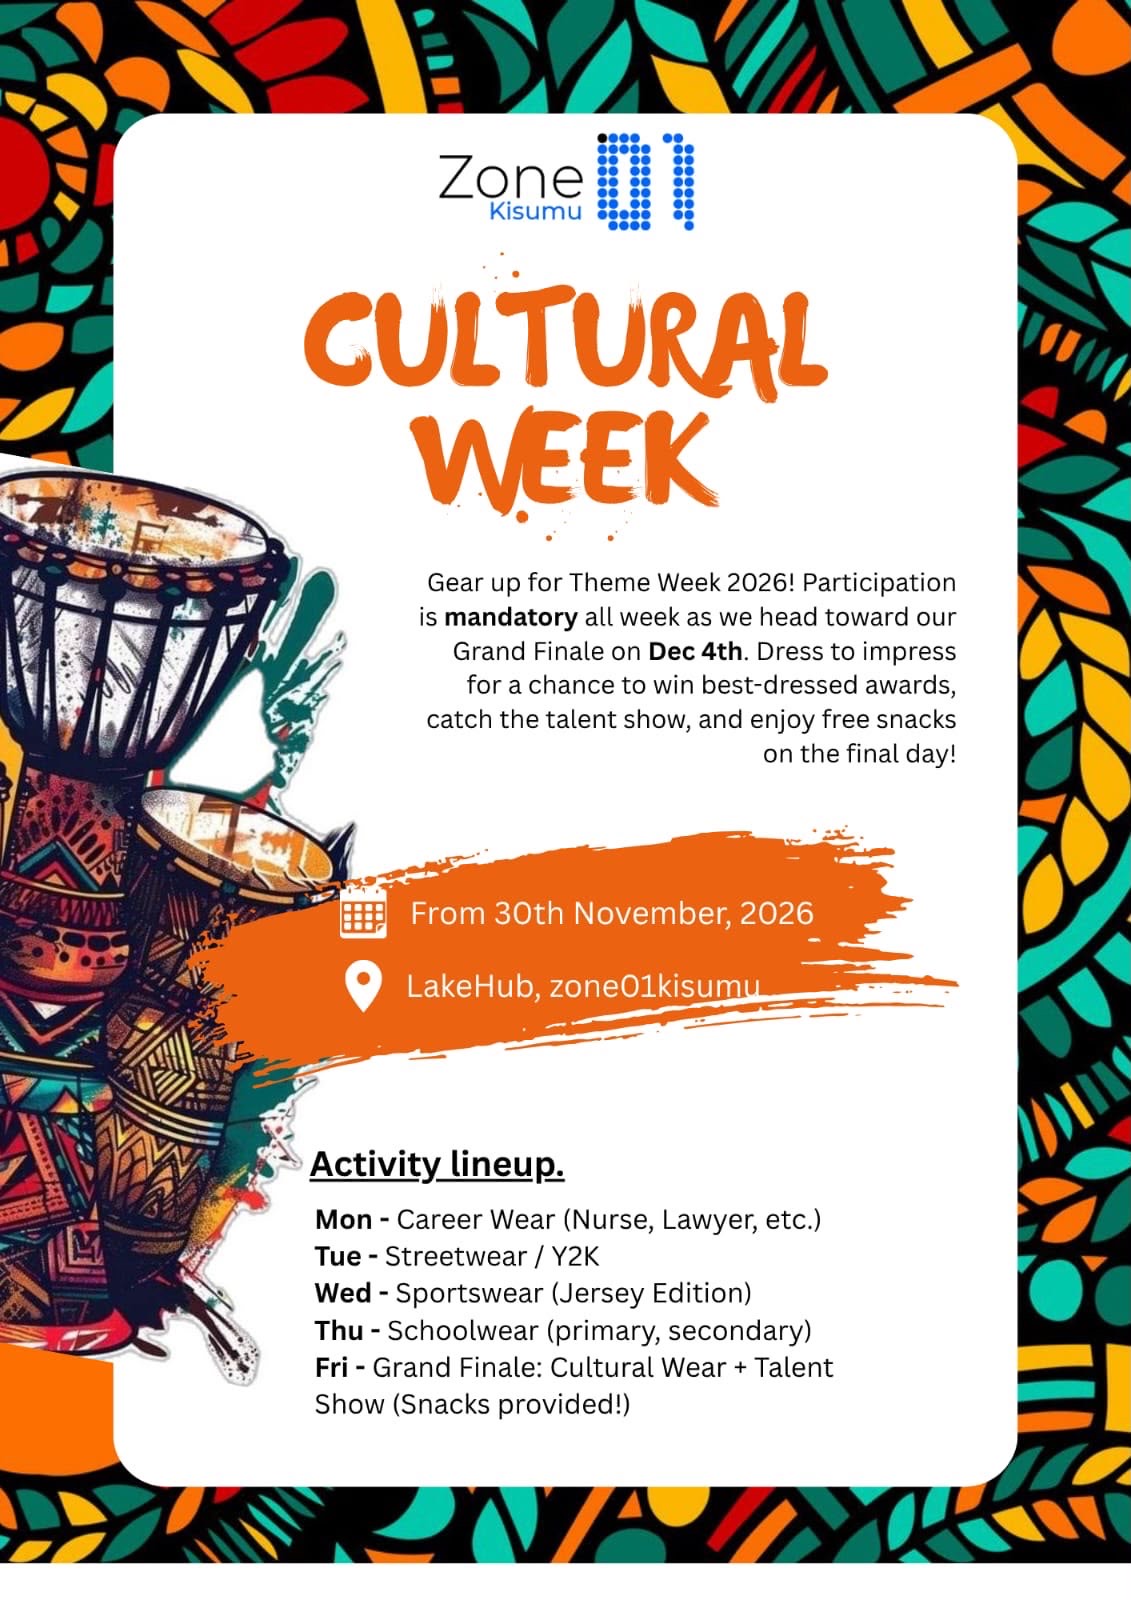 Zone 01
Kisumu
CULTURAL
WEEK
Gear up for Theme Week 2026! Participation
is mandatory all week as we head toward our
Grand Finale on Dec 4th. Dress to impress
for a chance to win best-dressed awards,
catch the talent show, and enjoy free snacks
on the final day!
From 30th November, 2026
LakeHub, zone01kisumu
Activity lineup.
Mon - Career Wear (Nurse, Lawyer, etc.)
Tue - Streetwear / Y2K
Wed - Sportswear (Jersey Edition)
Thu - Schoolwear (primary, secondary)
Fri - Grand Finale: Cultural Wear + Talent
Show (Snacks provided!)